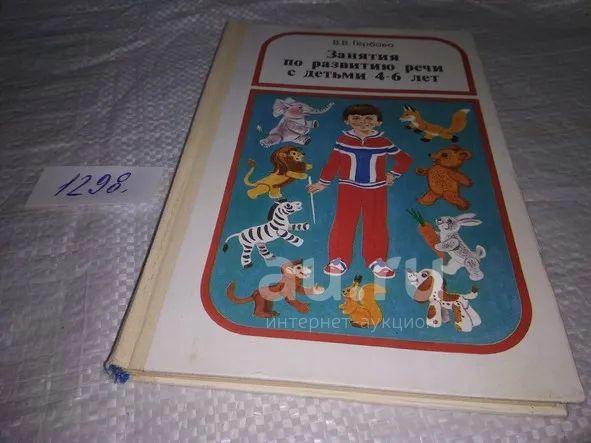 В.В. Гербова
Занятия
по развитию речи
с детьми 4-6 лет
1298.
au.ru
интернет-аукцион